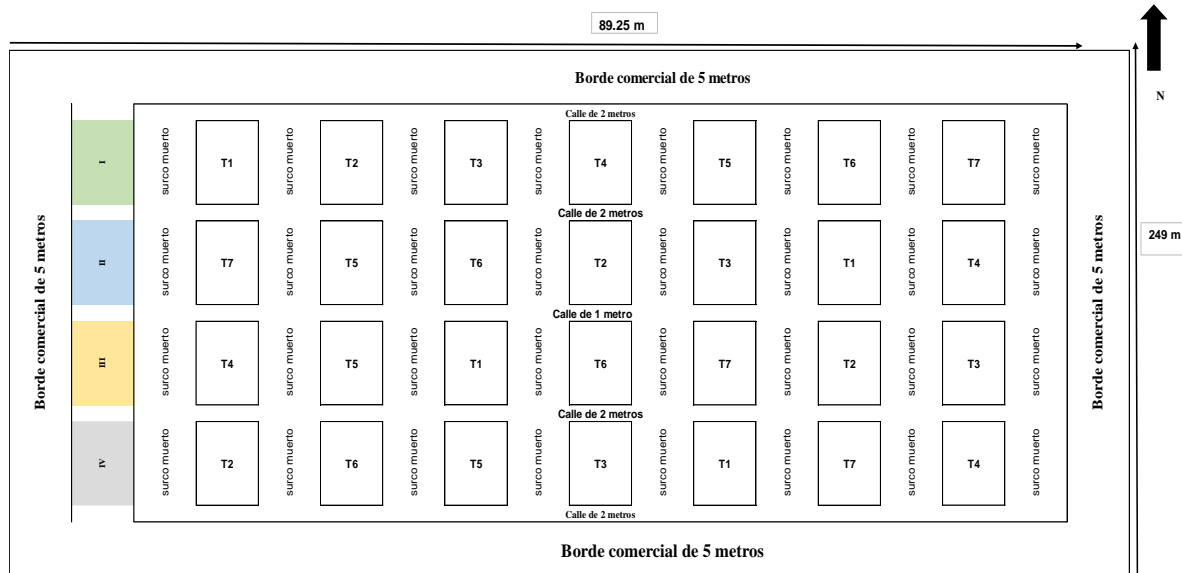 89.25 m
Borde comercial de 5 metros
N
Calle de 2 metros
I
surco muerto
T1
surco muerto
T2
surco muerto
T3
surco muerto
T4
surco muerto
T5
surco muerto
T6
surco muerto
T7
surco muerto
Calle de 2 metros
249 m
Borde comercial de 5 metros
II
surco muerto
T7
surco muerto
T5
surco muerto
T6
surco muerto
T2
surco muerto
T3
surco muerto
T1
surco muerto
T4
surco muerto
Borde comercial de 5 metros
Calle de 1 metro
III
surco muerto
T4
surco muerto
T5
surco muerto
T1
surco muerto
T6
surco muerto
T7
surco muerto
T2
surco muerto
T3
surco muerto
Calle de 2 metros
IV
surco muerto
T2
surco muerto
T6
surco muerto
T5
surco muerto
T3
surco muerto
T1
surco muerto
T7
surco muerto
T4
surco muerto
Calle de 2 metros
Borde comercial de 5 metros